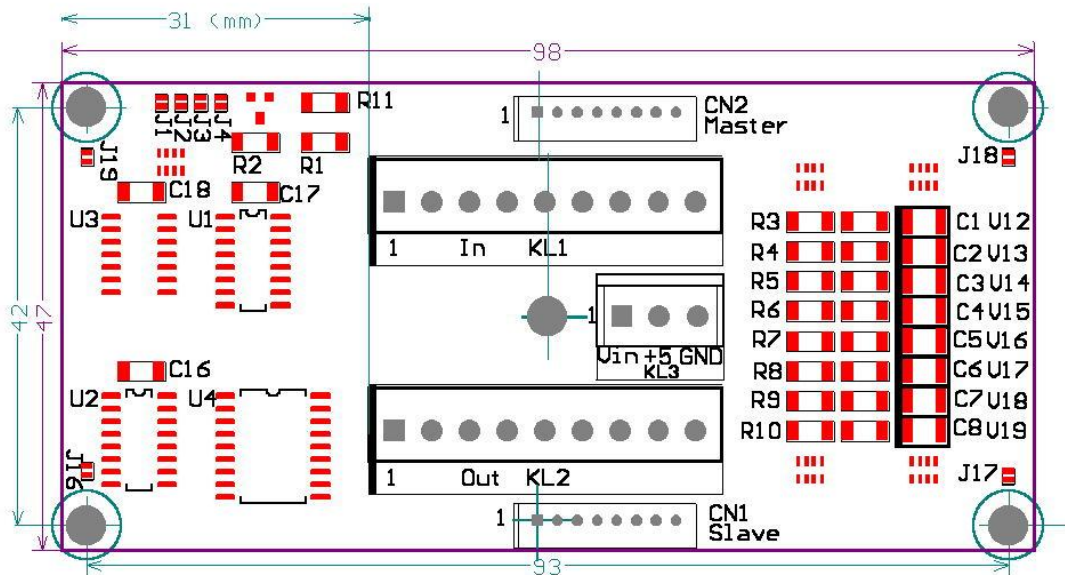 31 (mm)
98
R11
1
CN2
Master
J1
J2
J3
J4
R2
R1
J19
J18
C18
C17
U3
U1
1
In
KL1
R3
C1
V12
R4
C2
V13
R5
C3
V14
R6
C4
V15
R7
C5
V16
R8
C6
V17
R9
C7
V18
R10
C8
V19
42
47
1
Vin
+5
GND
KL3
C16
U2
U4
1
Out
KL2
J16
J17
1
CN1
Slave
93